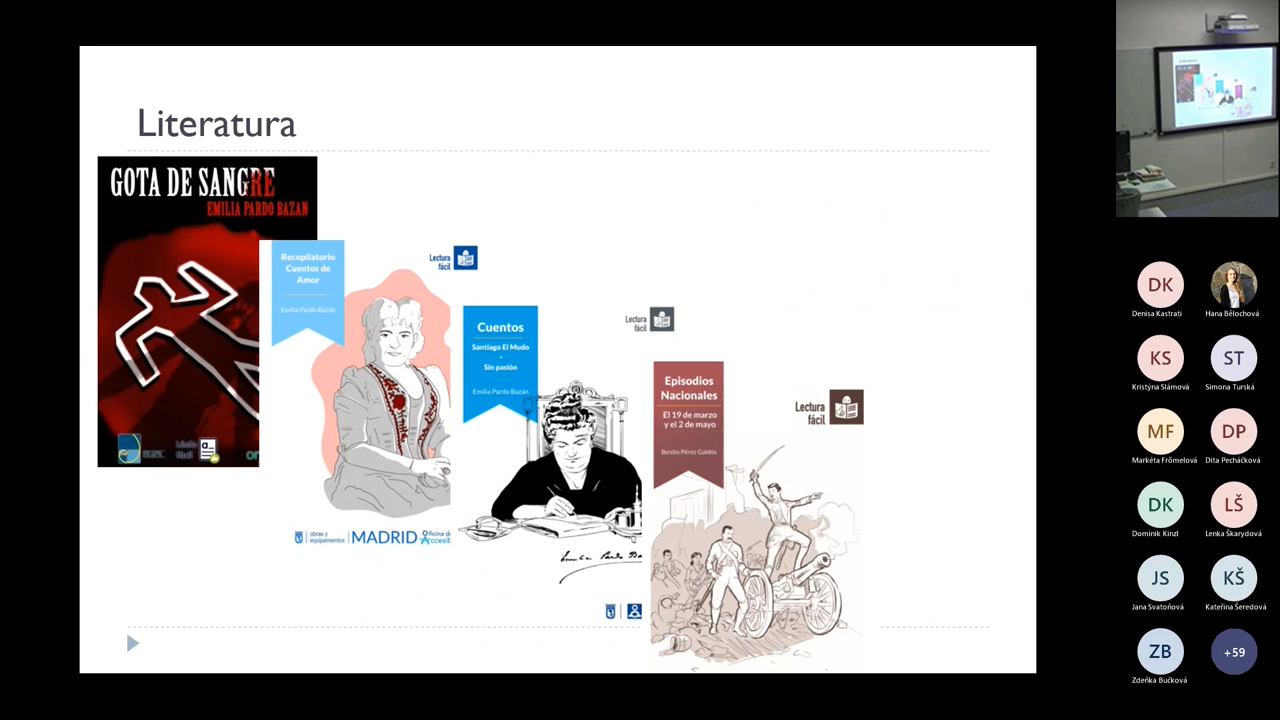 Literatura
GOTA DE SANGRE
EMILIA PARDO BAZAN
Recopilatorio
Cuentos de
Amor
Emilia Pardo Bazán
Lectura
fácil
obras y
equipamientos
MADRID
Cuentos
Santiago El Mudo
-
Sin pasión
Emilia Pardo Bazán
Lectura
fácil
Episodios
Nacionales
El 19 de marzo
y el 2 de mayo
Benito Pérez Galdós
Lectura
fácil
DK
Denisa Kastrati
Hana Bělochová
KS
Kristýna Slámová
ST
Simona Turská
MF
Markéta Frömelová
DP
Dita Pecháčková
DK
Dominik Kinzl
LŠ
Lenka Škarydová
JS
Jana Svatoňová
KŠ
Kateřina Šeredová
ZB
Zdeňka Bučková
+59